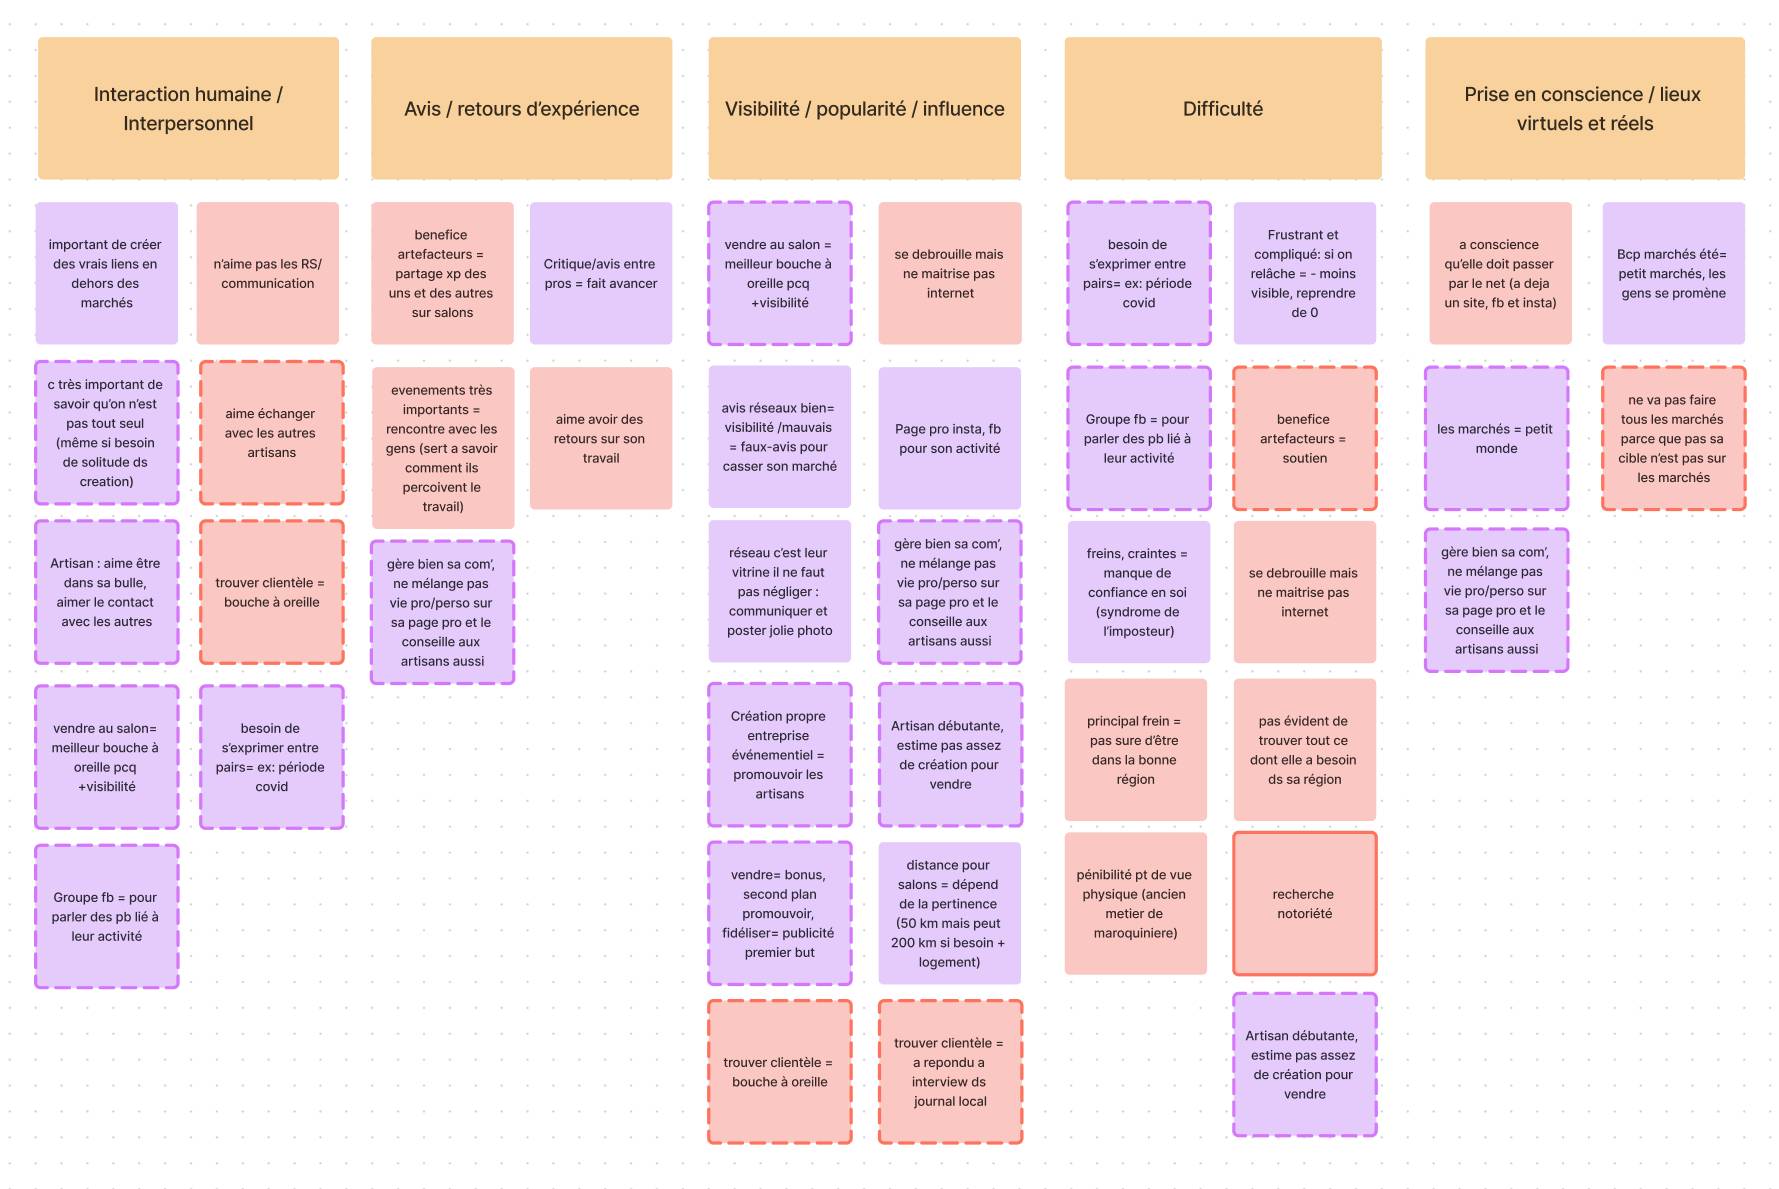 Interaction humaine /
Interpersonnel
important de créer
des vrais liens en
dehors des
marchés
n’aime pas les RS/
communication
c très important de
savoir qu’on n’est
pas tout seul
(même si besoin
de solitude ds
creation)
aime échanger
avec les autres
artisans
Artisan : aime être
dans sa bulle,
aimer le contact
avec les autres
trouver clientèle =
bouche à oreille
vendre au salon=
meilleur bouche à
oreille pcq
+visibilité
besoin de
s’exprimer entre
pairs= ex: période
covid
Groupe fb = pour
parler des pb lié à
leur activité
Avis / retours d’expérience
benefice
artefacteurs =
partage xp des
uns et des autres
sur salons
Critique/avis entre
pros = fait avancer
evenements très
importants =
rencontre avec les
gens (sert a savoir
comment ils
percoivent le
travail)
aime avoir des
retours sur son
travail
gère bien sa com’,
ne mélange pas
vie pro/perso sur
sa page pro et le
conseille aux
artisans aussi
Visibilité / popularité / influence
vendre au salon =
meilleur bouche à
oreille pcq
+visibilité
se debrouille mais
ne maitrise pas
internet
avis réseaux bien=
visibilité /mauvais
= faux-avis pour
casser son marché
Page pro insta, fb
pour son activité
réseau c’est leur
vitrine il ne faut
pas négliger :
communiquer et
poster jolie photo
gère bien sa com’,
ne mélange pas
vie pro/perso sur
sa page pro et le
conseille aux
artisans aussi
Création propre
entreprise
événementiel =
promouvoir les
artisans
Artisan débutante,
estime pas assez
de création pour
vendre
vendre= bonus,
second plan
promouvoir,
fidéliser= publicité
premier but
distance pour
salons = dépend
de la pertinence
(50 km mais peut
200 km si besoin +
logement)
trouver clientèle =
bouche à oreille
trouver clientèle =
a repondu a
interview ds
journal local
Difficulté
besoin de
s’exprimer entre
pairs= ex: période
covid
Frustrant et
compliqué: si on
relâche = - moins
visible, reprendre
de 0
Groupe fb = pour
parler des pb lié à
leur activité
benefice
artefacteurs =
soutien
freins, craintes =
manque de
confiance en soi
(syndrome de
l’imposteur)
se debrouille mais
ne maitrise pas
internet
principal frein =
pas sure d’être
dans la bonne
région
pas évident de
trouver tout ce
dont elle a besoin
ds sa région
pénibilité pt de vue
physique (ancien
metier de
maroquiniere)
recherche
notoriété
Artisan débutante,
estime pas assez
de création pour
vendre
Prise en conscience / lieux
virtuels et réels
a conscience
qu’elle doit passer
par le net (a deja
un site, fb et insta)
Bcp marchés été=
petit marchés, les
gens se promène
les marchés = petit
monde
ne va pas faire
tous les marchés
parce que pas sa
cible n’est pas sur
les marchés
gère bien sa com’,
ne mélange pas
vie pro/perso sur
sa page pro et le
conseille aux
artisans aussi